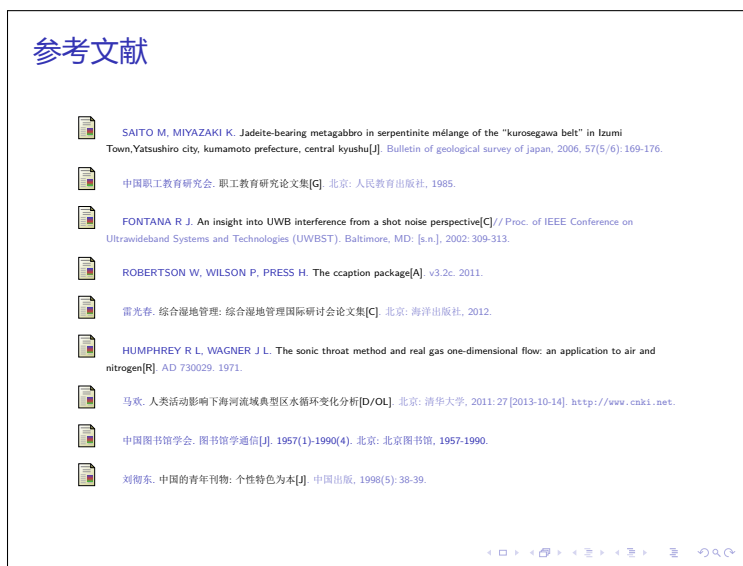 参考文献
SAITO M, MIYAZAKI K. Jadeite-bearing metagabbro in serpentinite mélange of the “kurosegawa belt” in Izumi
Town,Yatsushiro city, kumamoto prefecture, central kyushu[J]. Bulletin of geological survey of japan, 2006, 57(5/6): 169-176.
中国职工教育研究会. 职工教育研究论文集[G]. 北京: 人民教育出版社, 1985.
FONTANA R J. An insight into UWB interference from a shot noise perspective[C]//Proc. of IEEE Conference on
Ultrawideband Systems and Technologies (UWBST). Baltimore, MD: [s.n.], 2002: 309-313.
ROBERTSON W, WILSON P, PRESS H. The ccaption package[A]. v3.2c. 2011.
雷光春. 综合湿地管理: 综合湿地管理国际研讨会论文集[C]. 北京: 海洋出版社, 2012.
HUMPHREY R L, WAGNER J L. The sonic throat method and real gas one-dimensional flow: an application to air and
nitrogen[R]. AD 730029. 1971.
马欢. 人类活动影响下海河流域典型区水循环变化分析[D/OL]. 北京: 清华大学, 2011: 27 [2013-10-14]. http://www.cnki.net.
中国图书馆学会. 图书馆学通信[J]. 1957(1)-1990(4). 北京: 北京图书馆, 1957-1990.
刘彻东. 中国的青年刊物: 个性特色为本[J]. 中国出版, 1998(5): 38-39.